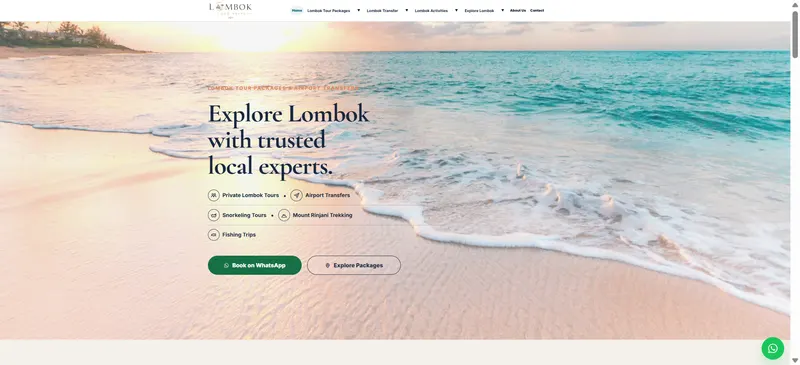 LOMBOK
Home Lombok Tour Packages Lombok Transfer Lombok Activities Explore Lombok About Us Contact
LOMBOK TOUR PACKAGES & AIRPORT TRANSFERS
Explore Lombok
with trusted
local experts.
Private Lombok Tours • Airport Transfers
Snorkeling Tours • Mount Rinjani Trekking
Fishing Trips
Book on WhatsApp Explore Packages